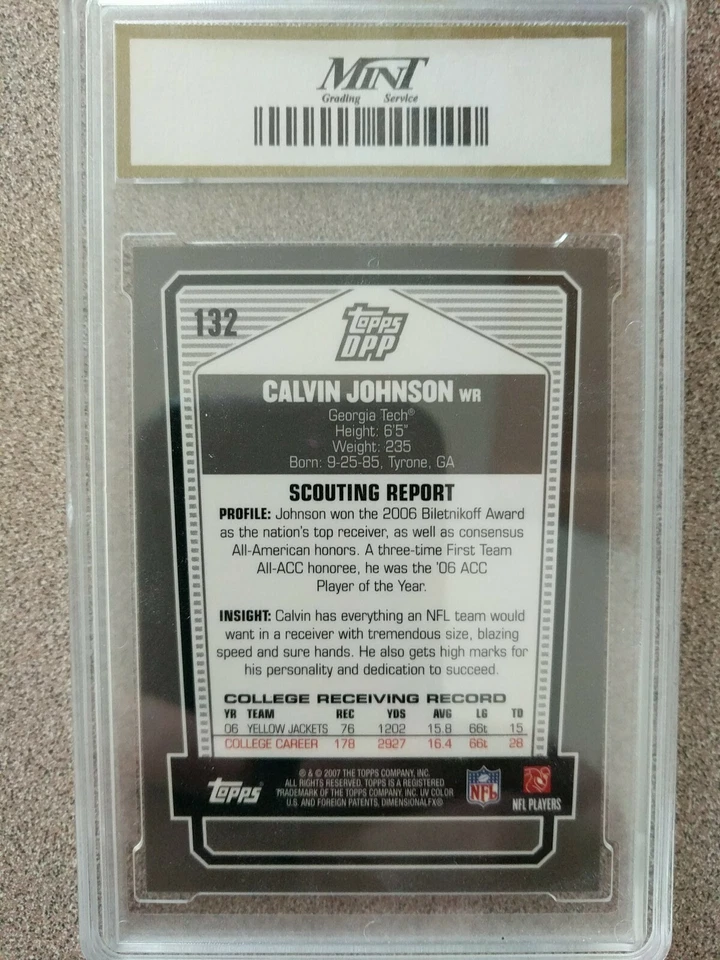 MINT
Grading Service
132
Topps
DPP
CALVIN JOHNSON WR
Georgia Tech®
Height: 6'5"
Weight: 235
Born: 9-25-85, Tyrone, GA
SCOUTING REPORT
PROFILE: Johnson won the 2006 Biletnikoff Award
as the nation's top receiver, as well as consensus
All-American honors. A three-time First Team
All-ACC honoree, he was the '06 ACC
Player of the Year.
INSIGHT: Calvin has everything an NFL team would
want in a receiver with tremendous size, blazing
speed and sure hands. He also gets high marks for
his personality and dedication to succeed.
COLLEGE RECEIVING RECORD
YR TEAM REC YDS AVG LG TD
06 YELLOW JACKETS 76 1202 15.8 66t 15
COLLEGE CAREER 178 2927 16.4 66t 28
Topps
® & © 2007 THE TOPPS COMPANY, INC.
ALL RIGHTS RESERVED. TOPPS IS A REGISTERED
TRADEMARK OF THE TOPPS COMPANY, INC. UV COLOR
U.S. AND FOREIGN PATENTS, DIMENSIONALFX®
NFL
NFL PLAYERS